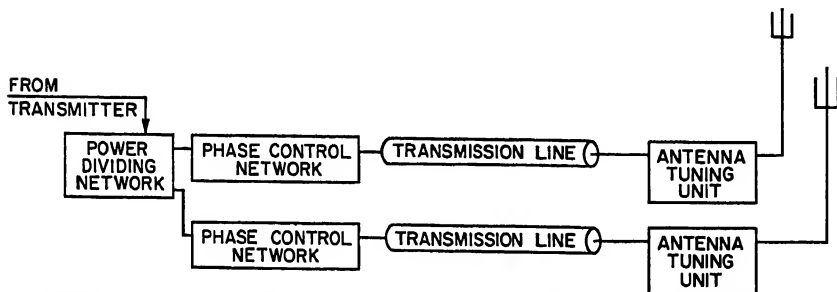 FROM
TRANSMITTER
POWER
DIVIDING
NETWORK
PHASE CONTROL
NETWORK
TRANSMISSION LINE
ANTENNA
TUNING
UNIT
PHASE CONTROL
NETWORK
TRANSMISSION LINE
ANTENNA
TUNING
UNIT